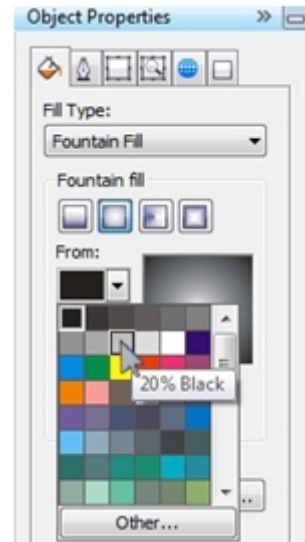 Object Properties
Fill Type:
Fountain Fill
Fountain fill
From:
20% Black
Other...